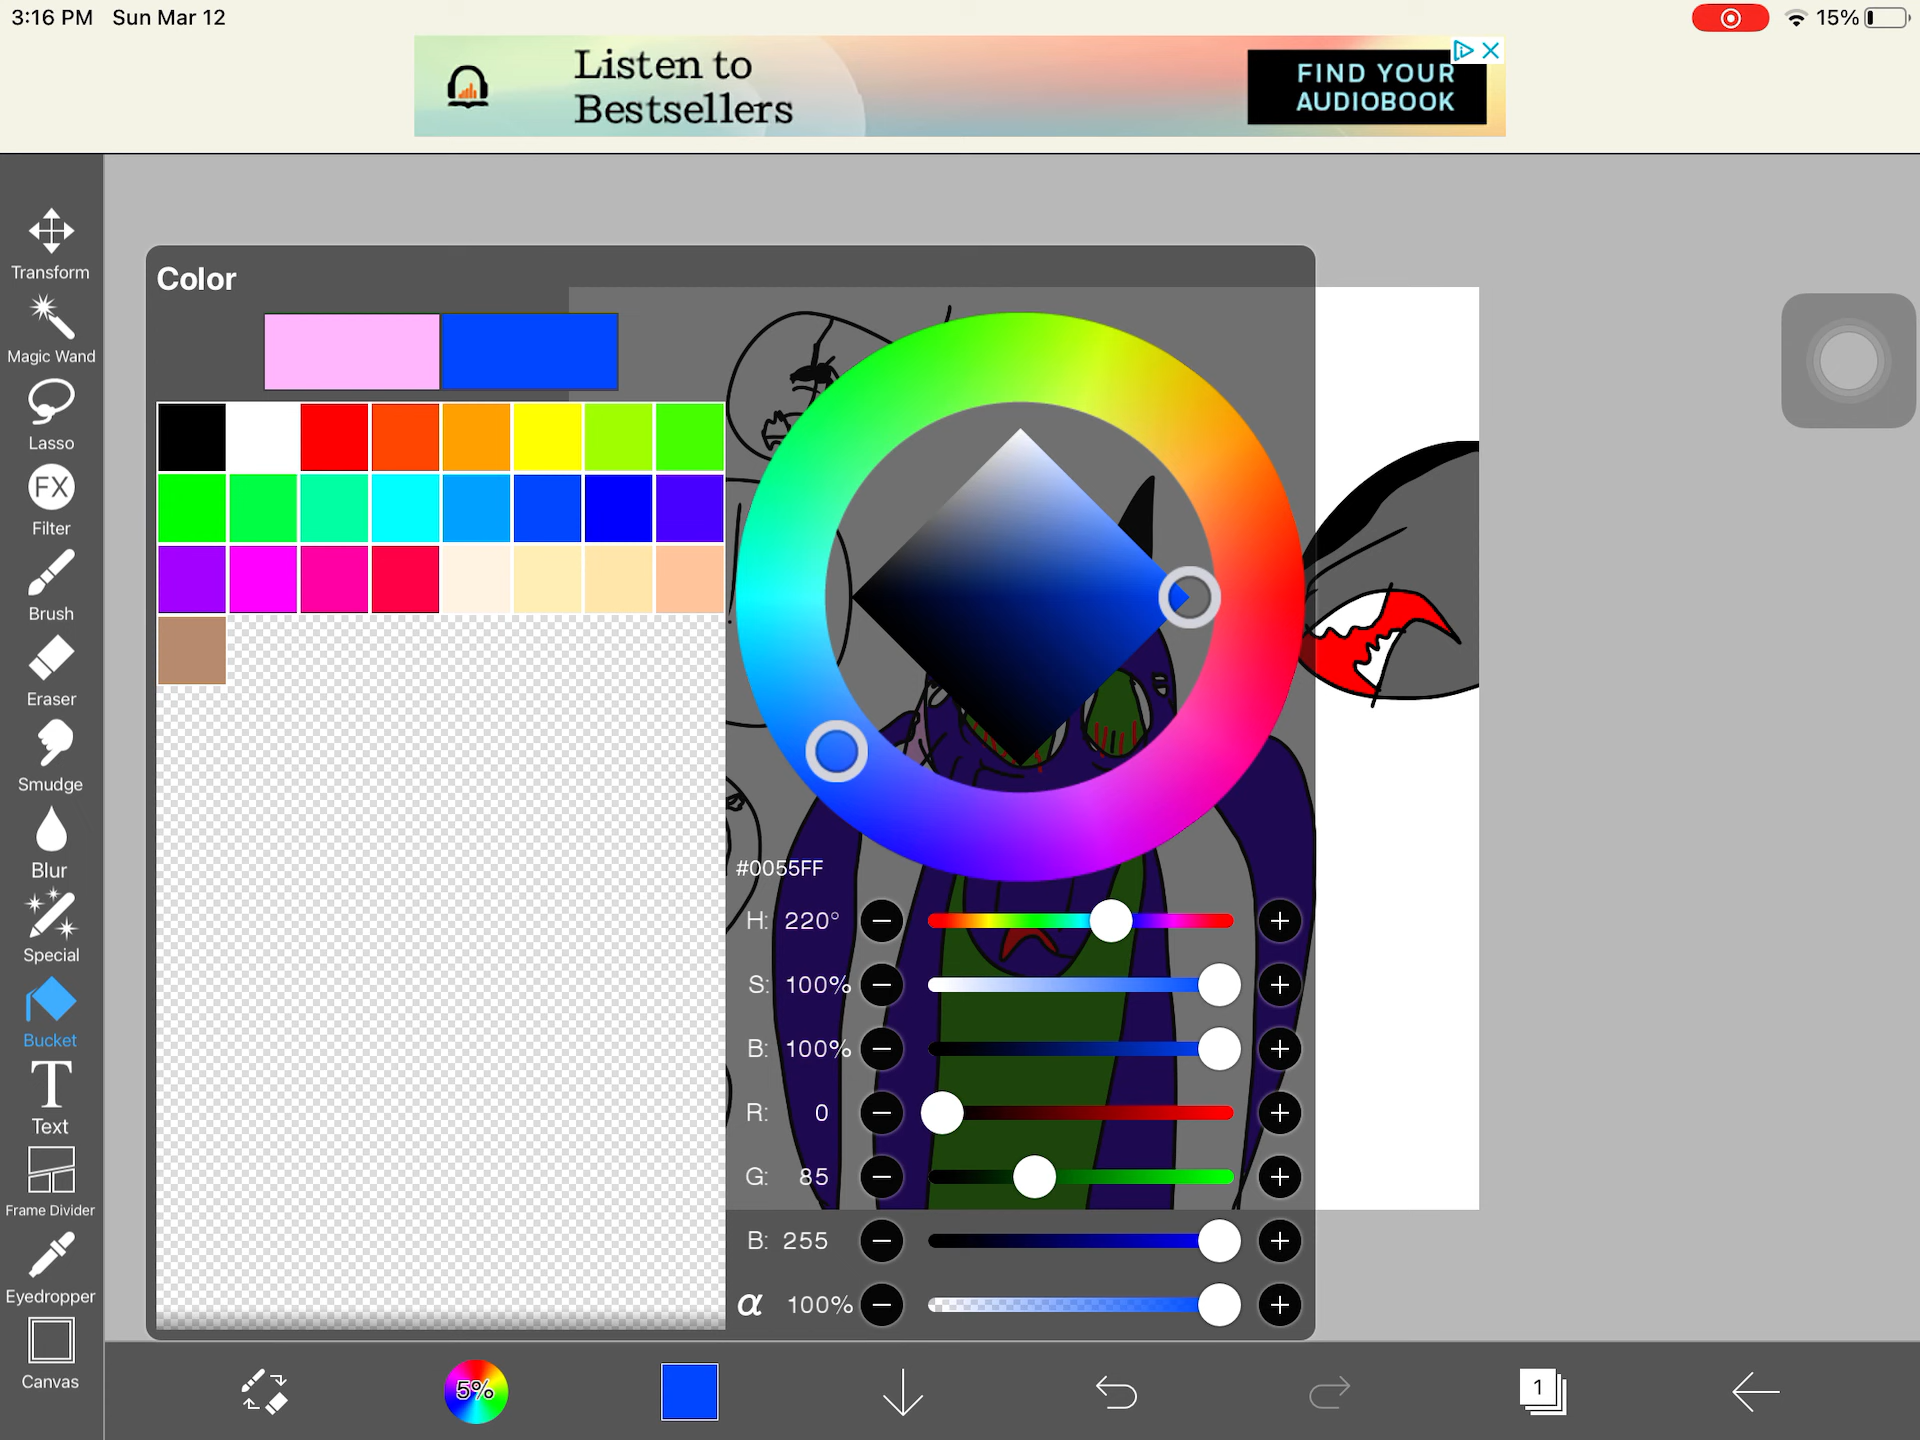 3:16 PM Sun Mar 12
15%
Listen to
Bestsellers
FIND YOUR
AUDIOBOOK
Transform
Magic Wand
Lasso
FX
Filter
Brush
Eraser
Smudge
Blur
Special
Bucket
T
Text
Frame Divider
Eyedropper
Canvas
Color
#0055FF
H: 220°
S: 100%
B: 100%
R: 0
G: 85
B: 255
α 100%
5%
1